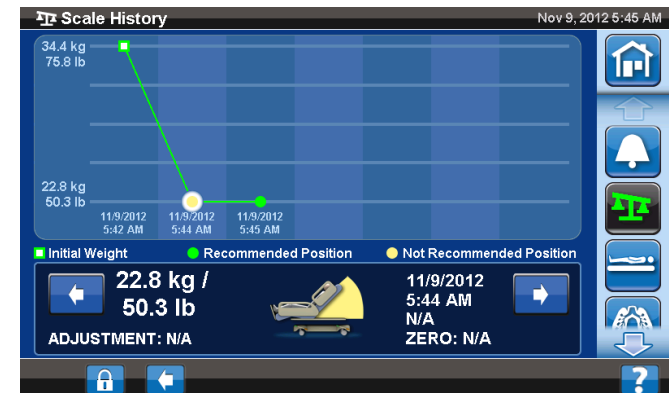 Scale History
Nov 9, 2012 5:45 AM
34.4 kg
75.8 lb
22.8 kg
50.3 lb
11/9/2012
5:42 AM
11/9/2012
5:44 AM
11/9/2012
5:45 AM
Initial Weight
Recommended Position
Not Recommended Position
22.8 kg /
50.3 lb
ADJUSTMENT: N/A
11/9/2012
5:44 AM
N/A
ZERO: N/A
?